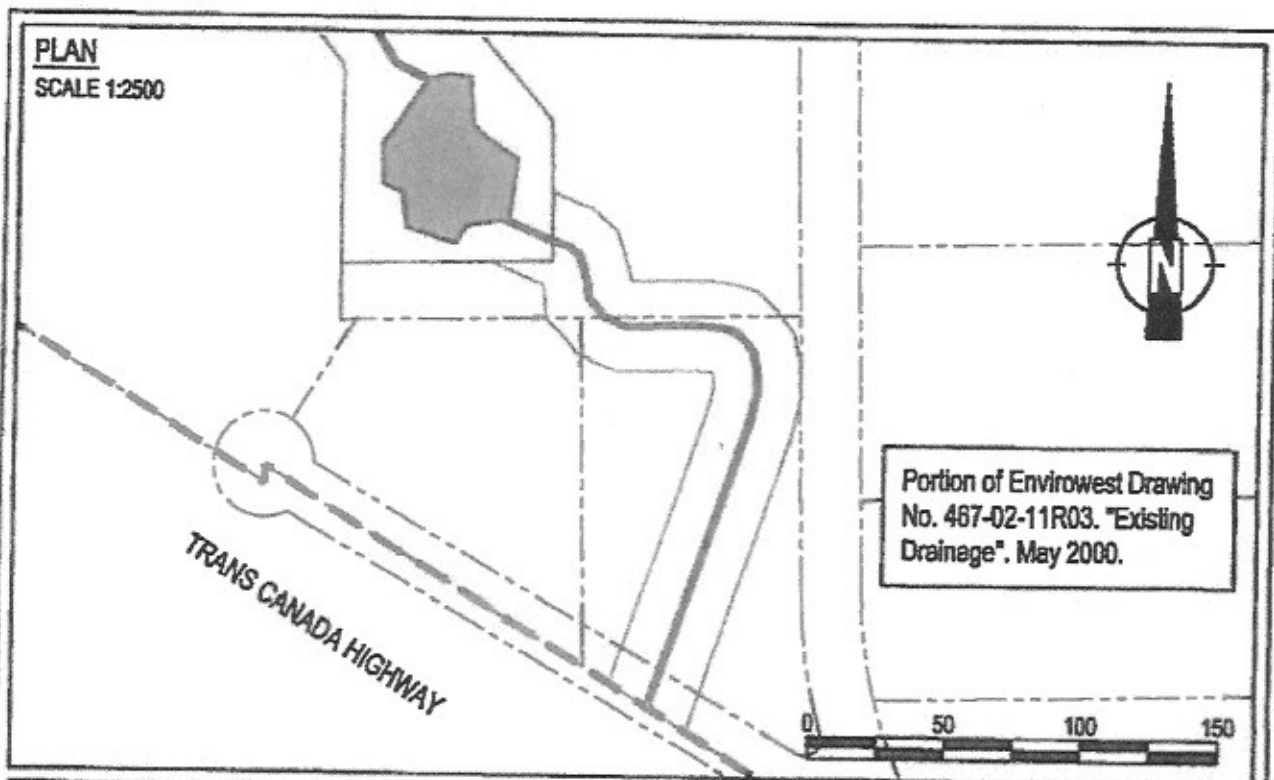 PLAN
SCALE 1:2500
N
Portion of Envirowest Drawing
No. 467-02-11R03. "Existing
Drainage". May 2000.
TRANS CANADA HIGHWAY
0 50 100 150